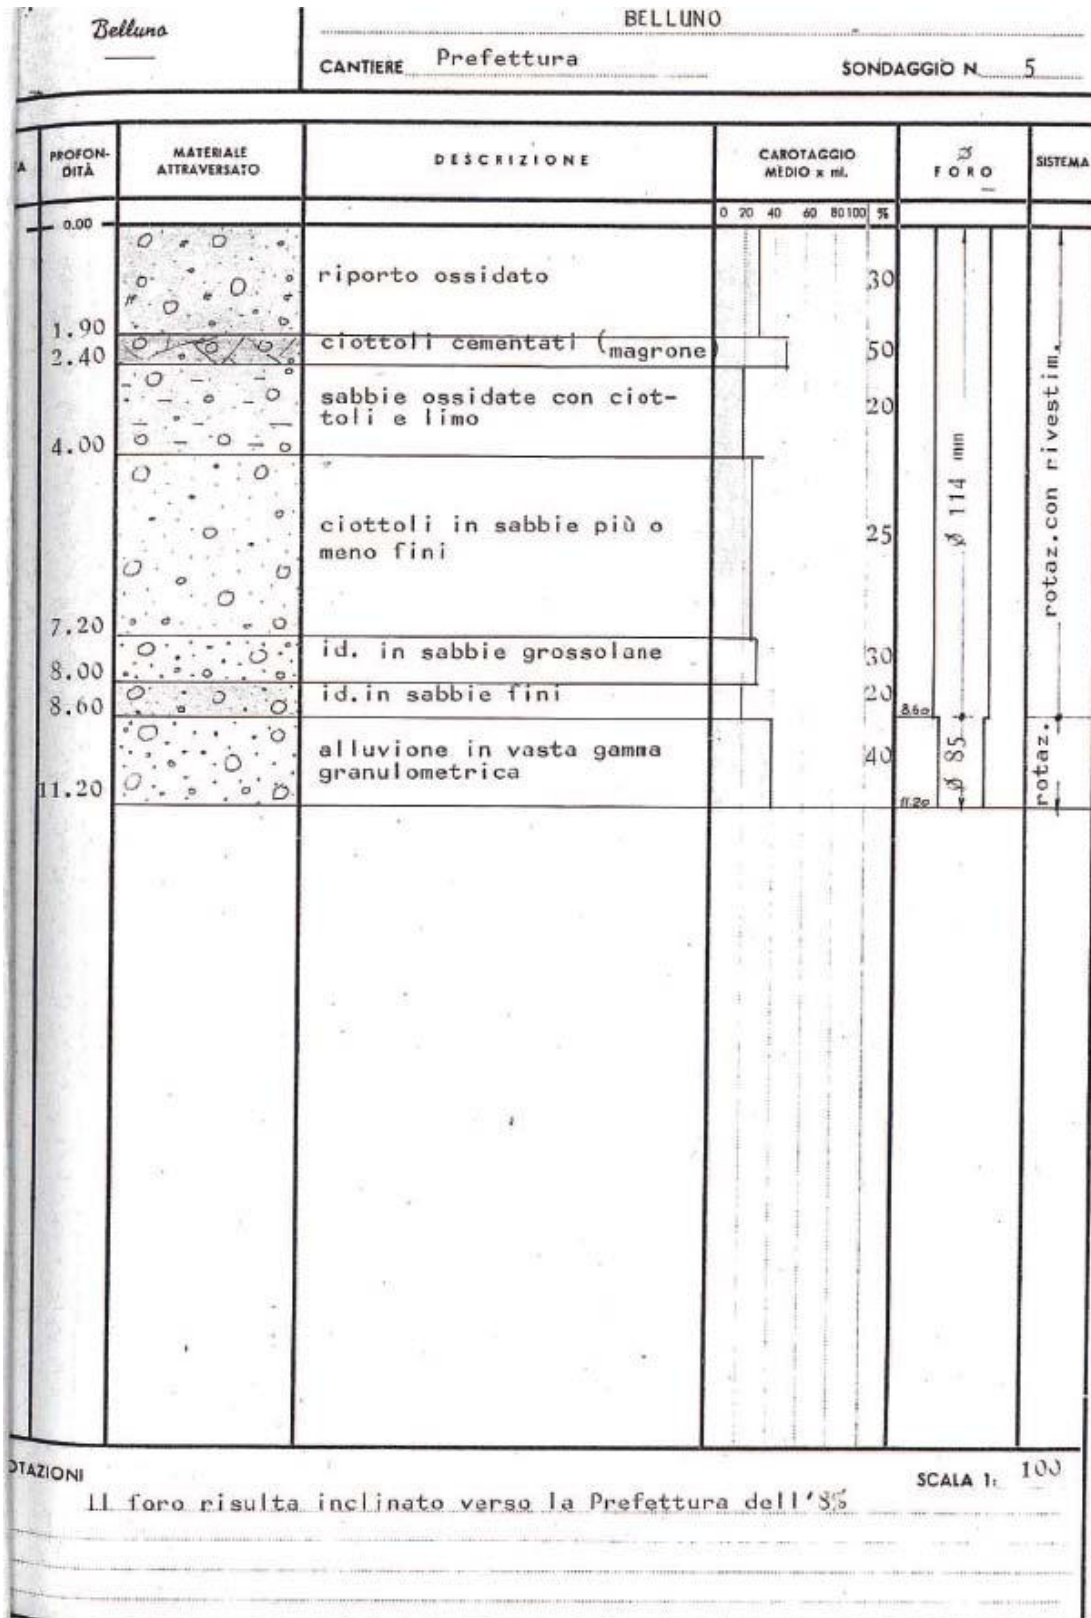 Belluno
BELLUNO
CANTIERE Prefettura
SONDAGGIO N. 5
A
PROFON-
DITÀ
MATERIALE
ATTRAVERSATO
DESCRIZIONE
CAROTAGGIO
MEDIO x ml.
Ø
FORO
SISTEMA
0 20 40 60 80 100 %
0.00
riporto ossidato
30
1.90
ciottoli cementati (magrone)
50
2.40
sabbie ossidate con ciot-
toli e limo
20
4.00
ciottoli in sabbie più o
meno fini
25
7.20
id. in sabbie grossolane
30
8.00
id.in sabbie fini
20
8.60
alluvione in vasta gamma
granulometrica
40
11.20
Ø 114 mm
8.60
Ø 85
11.20
rotaz.con rivestim.
rotaz.
OTAZIONI
SCALA 1: 100
Il foro risulta inclinato verso la Prefettura dell'8%